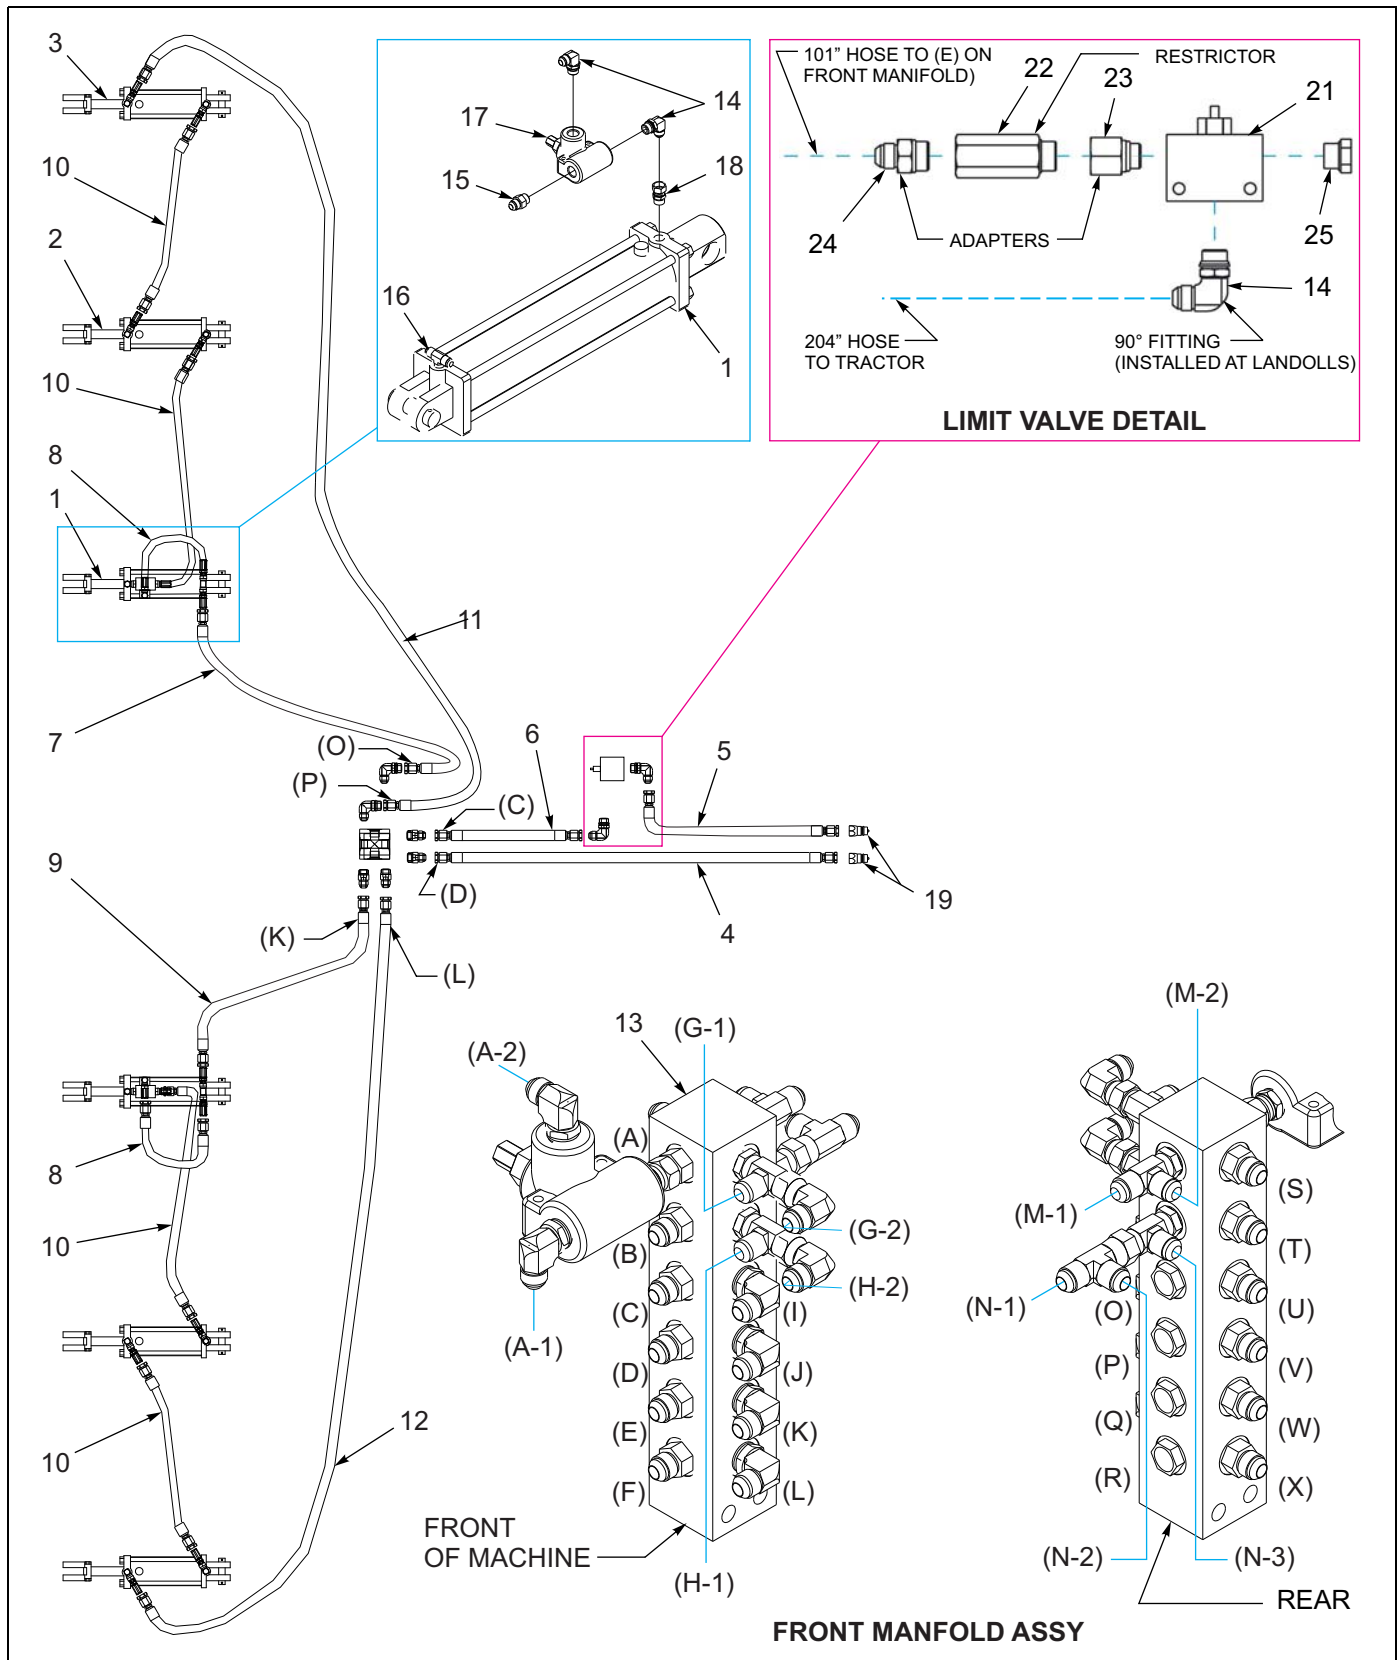 3
10
2
10
8
1
7
11
14
17
15
18
16
1
101" HOSE TO (E) ON
FRONT MANIFOLD)
22
RESTRICTOR
23
21
24
ADAPTERS
25
14
204" HOSE
TO TRACTOR
90° FITTING
(INSTALLED AT LANDOLLS)
LIMIT VALVE DETAIL
(O)
(P)
(C)
6
5
(D)
4
19
9
(K)
(L)
8
10
10
12
13
(G-1)
(A-2)
(A)
(B)
(C)
(D)
(E)
(F)
(A-1)
(G-2)
(H-2)
(I)
(J)
(K)
(L)
(H-1)
FRONT
OF MACHINE
(M-2)
(M-1)
(N-1)
(O)
(P)
(Q)
(R)
(S)
(T)
(U)
(V)
(W)
(X)
(N-2)
(N-3)
REAR
FRONT MANFOLD ASSY